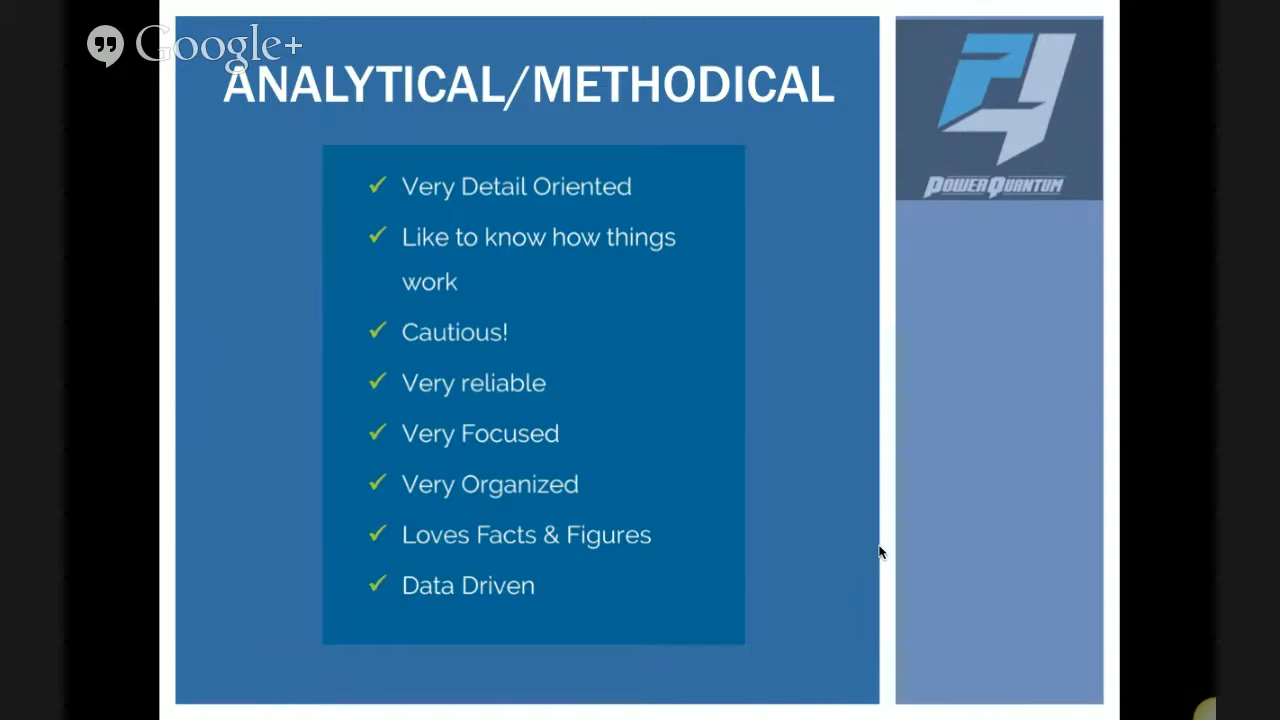 Google+
ANALYTICAL/METHODICAL
Very Detail Oriented
Like to know how things
work
Cautious!
Very reliable
Very Focused
Very Organized
Loves Facts & Figures
Data Driven
POWERQUANTUM